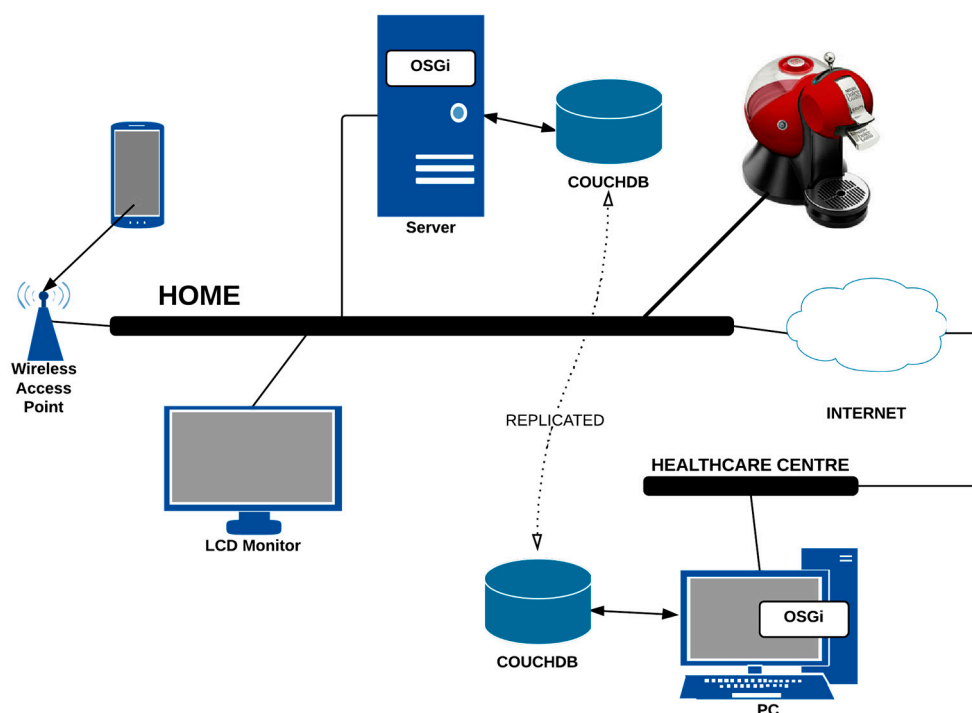 OSGi
COUCHDB
Server
HOME
Wireless
Access
Point
INTERNET
REPLICATED
HEALTHCARE CENTRE
LCD Monitor
OSGi
COUCHDB
PC